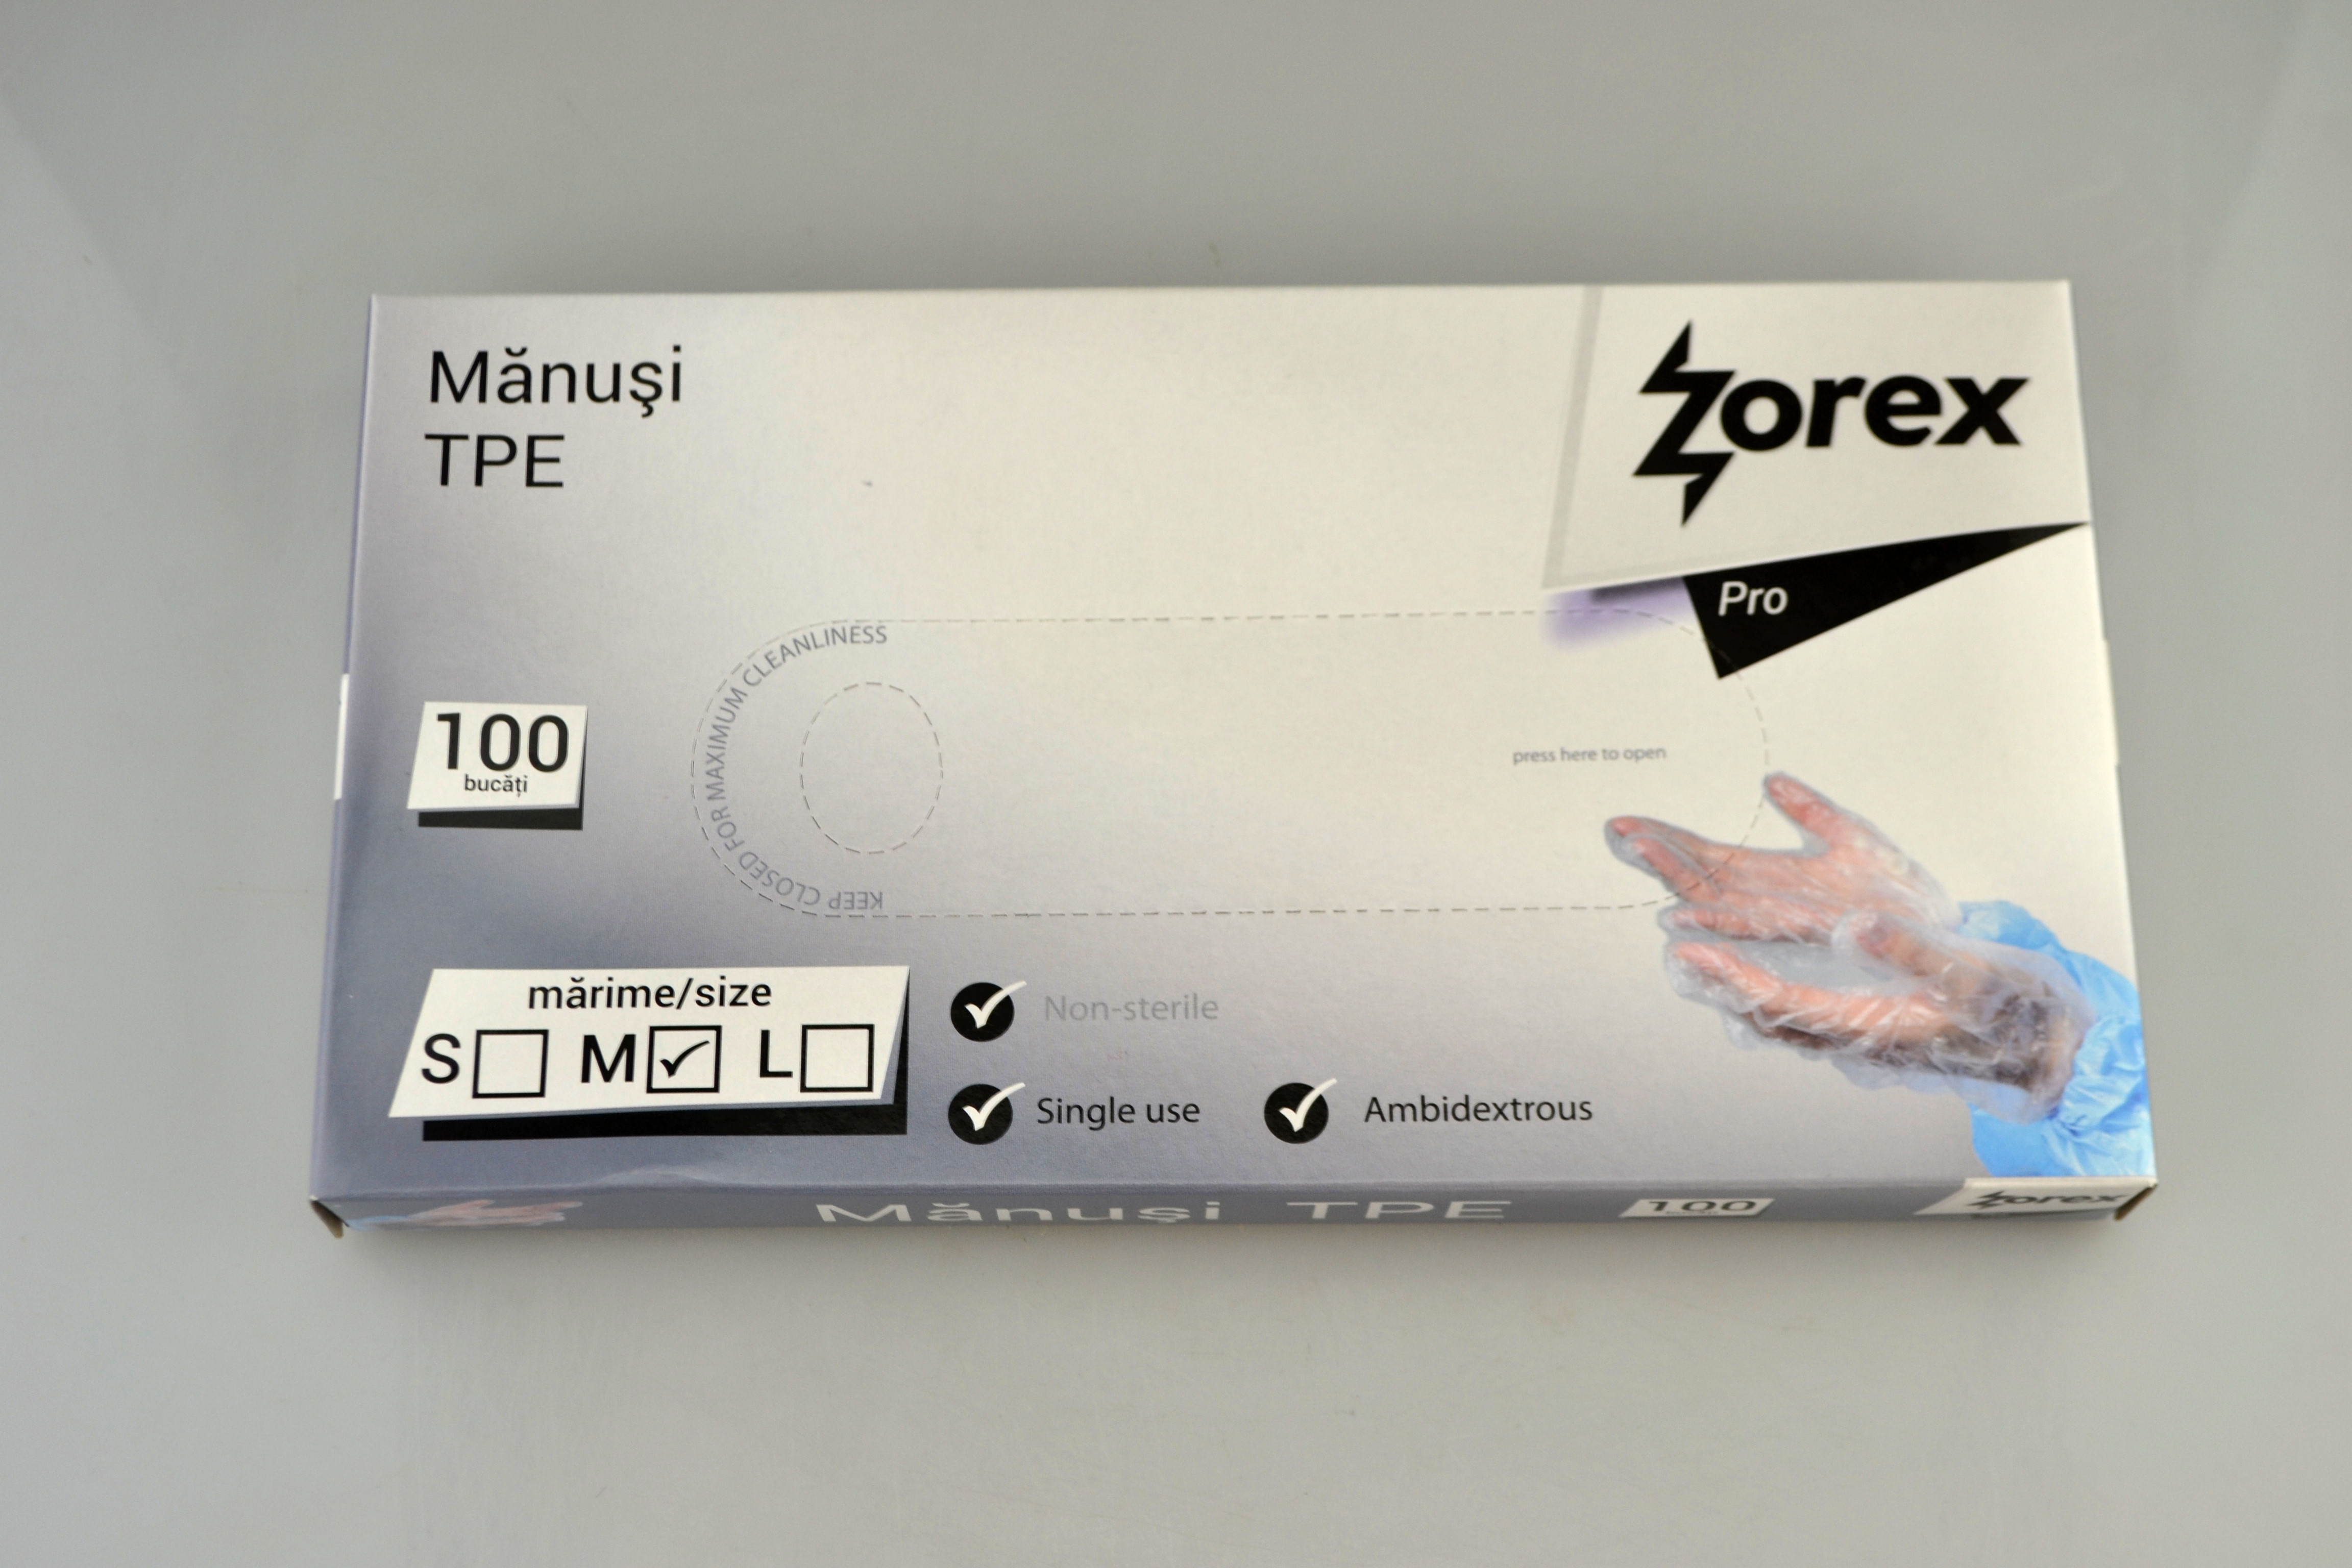 Mănuşi
TPE
Zorex
Pro
KEEP CLOSED FOR MAXIMUM CLEANLINESS
press here to open
100
bucăți
mărime/size
S M ✓ L
Non-sterile
Single use
Ambidextrous
Mănuşi TPE 100 Zorex